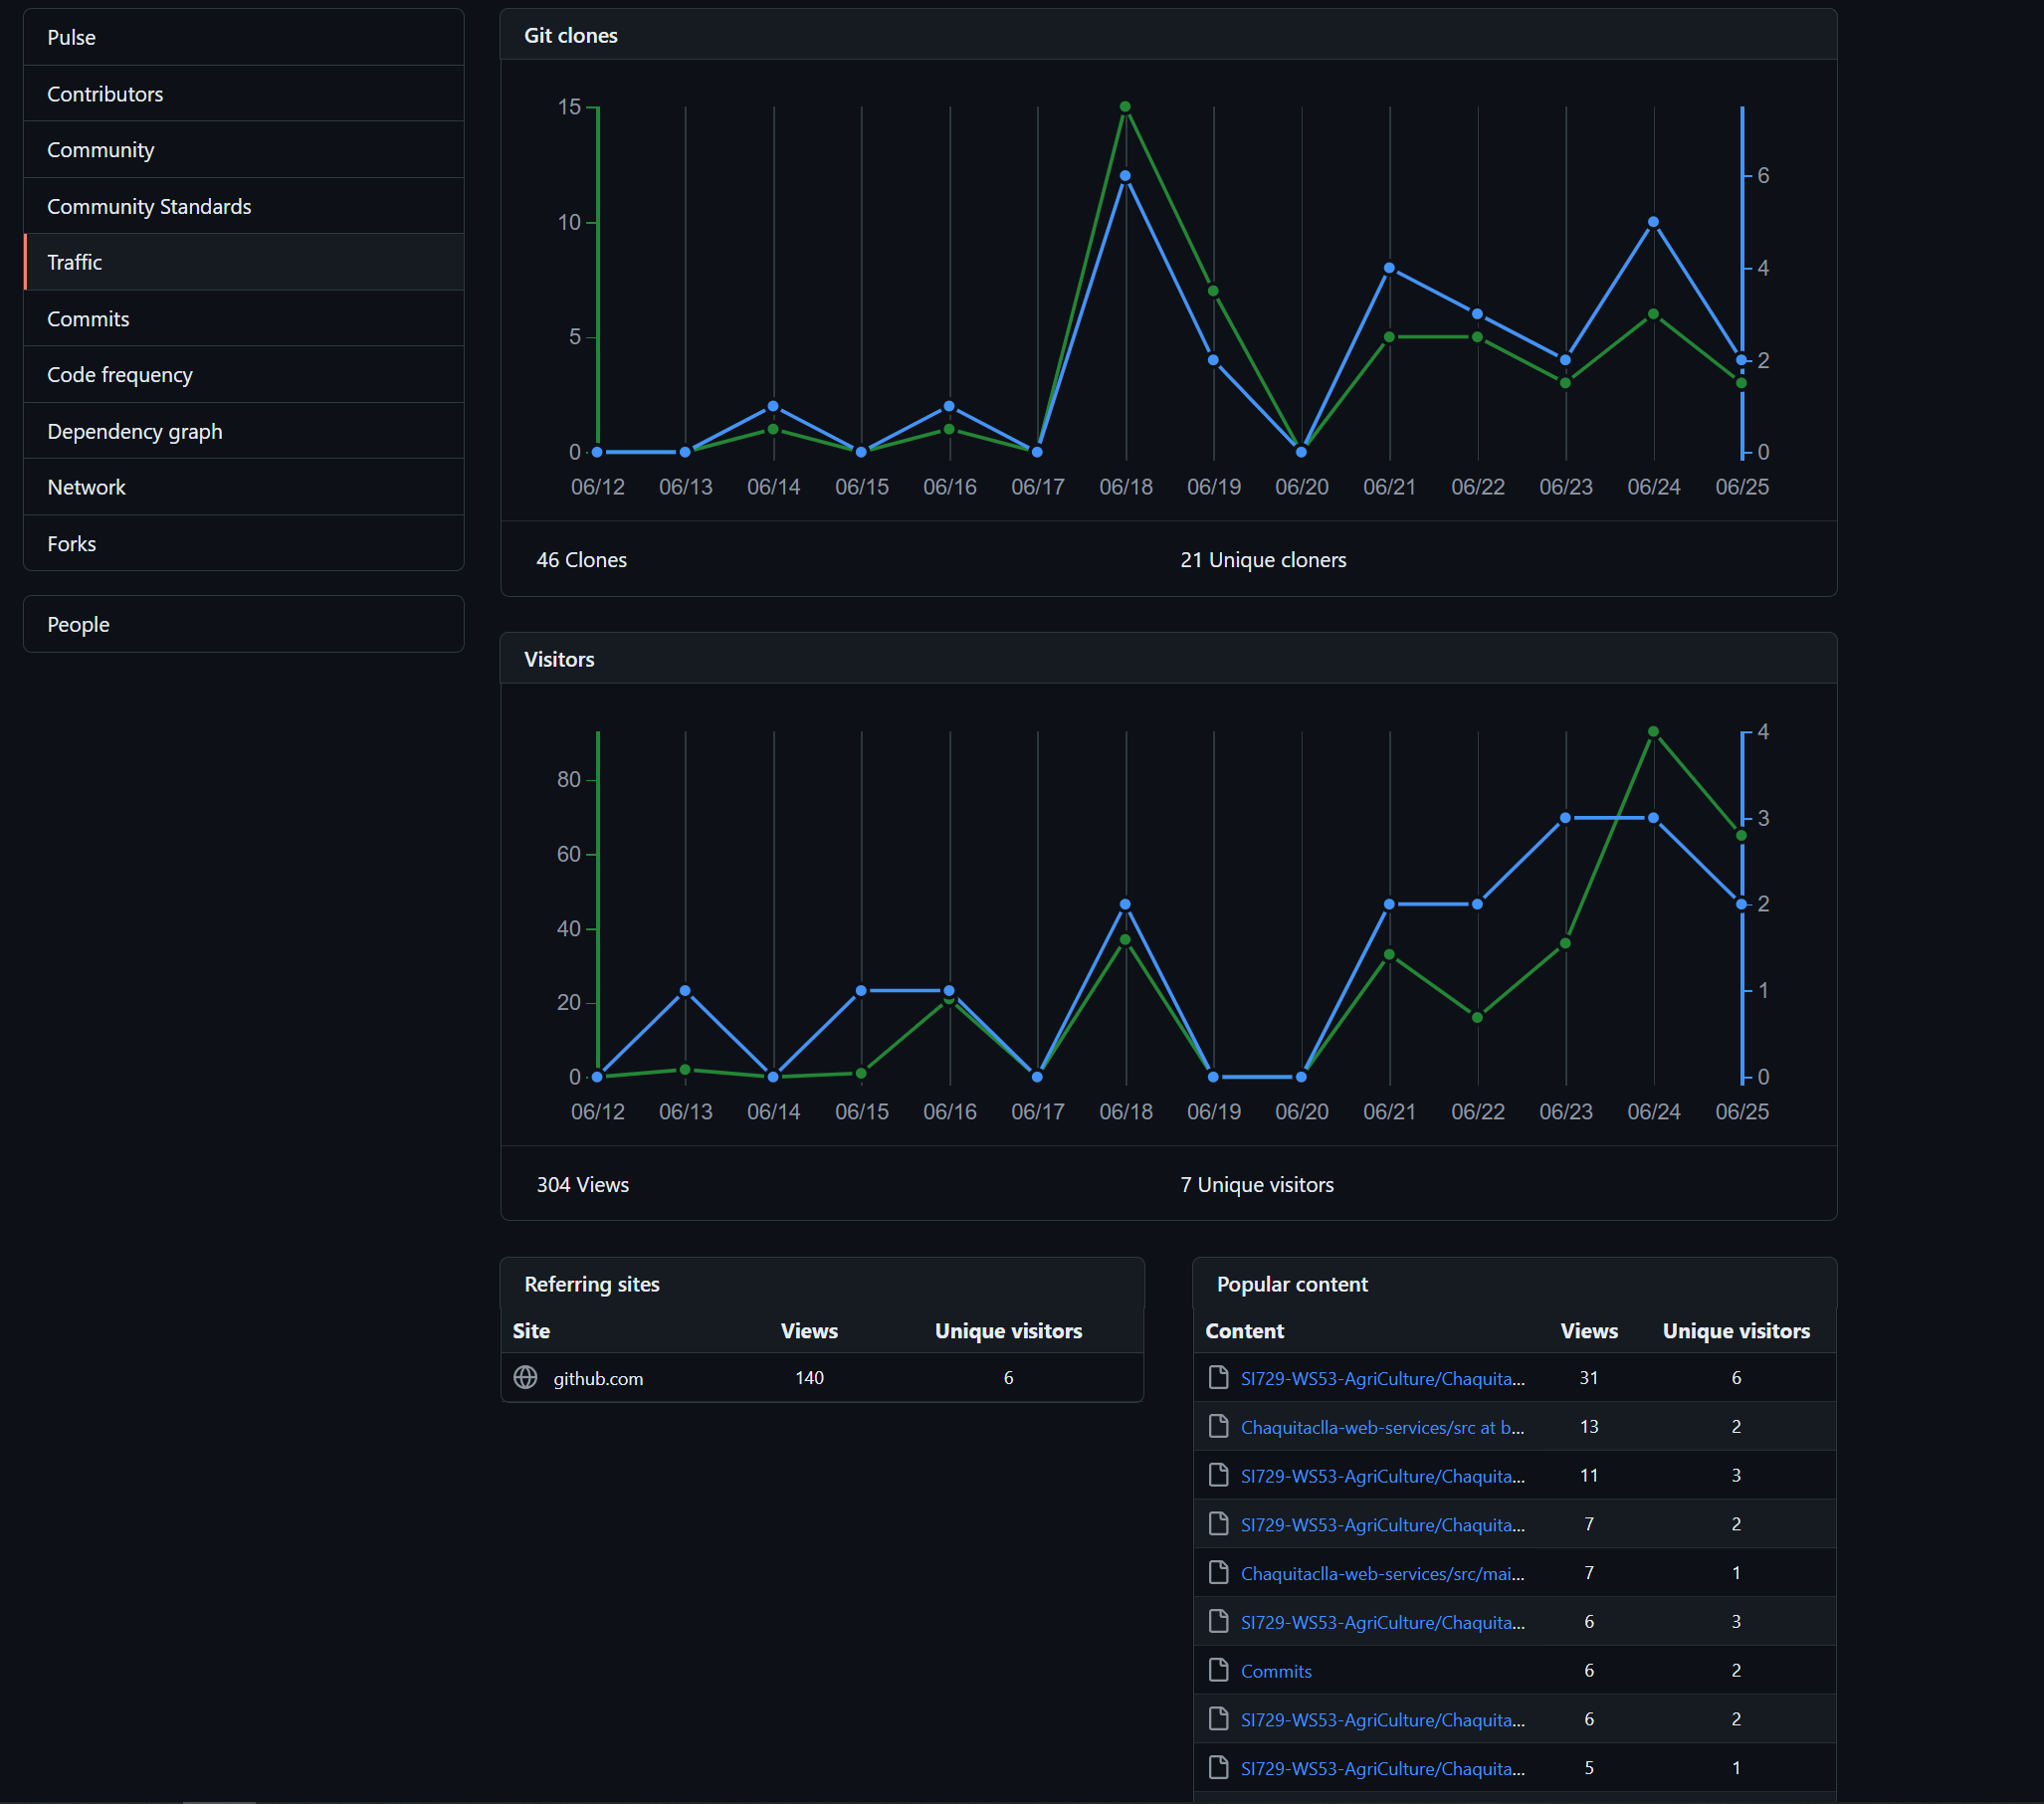 Pulse
Contributors
Community
Community Standards
Traffic
Commits
Code frequency
Dependency graph
Network
Forks
People
Git clones
15
10
5
0
6
4
2
0
06/12 06/13 06/14 06/15 06/16 06/17 06/18 06/19 06/20 06/21 06/22 06/23 06/24 06/25
46 Clones 21 Unique cloners
Visitors
80
60
40
20
0
4
3
2
1
0
06/12 06/13 06/14 06/15 06/16 06/17 06/18 06/19 06/20 06/21 06/22 06/23 06/24 06/25
304 Views 7 Unique visitors
Referring sites
Site Views Unique visitors
github.com 140 6
Popular content
Content Views Unique visitors
SI729-WS53-AgriCulture/Chaquita... 31 6
Chaquitaclla-web-services/src at b... 13 2
SI729-WS53-AgriCulture/Chaquita... 11 3
SI729-WS53-AgriCulture/Chaquita... 7 2
Chaquitaclla-web-services/src/mai... 7 1
SI729-WS53-AgriCulture/Chaquita... 6 3
Commits 6 2
SI729-WS53-AgriCulture/Chaquita... 6 2
SI729-WS53-AgriCulture/Chaquita... 5 1